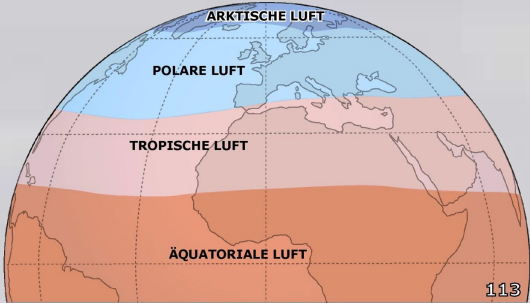 ARKTISCHE LUFT
POLARE LUFT
TROPISCHE LUFT
ÄQUATORIALE LUFT
113